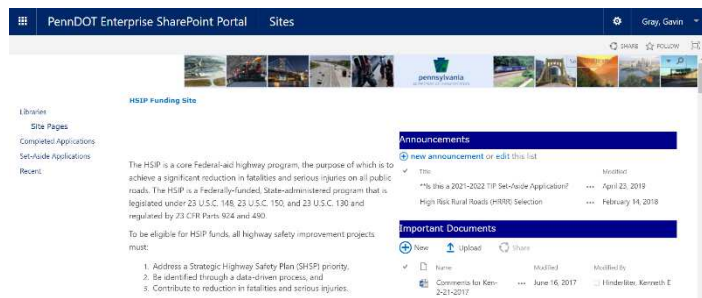 PennDOT Enterprise SharePoint Portal Sites
Gray, Gavin
SHARE FOLLOW
pennsylvania
HSIP Funding Site
Libraries
Site Pages
Completed Applications
Set-Aside Applications
Recent
The HSIP is a core Federal-aid highway program, the purpose of which is to
achieve a significant reduction in fatalities and serious injuries on all public
roads. The HSIP is a Federally-funded, State-administered program that is
legislated under 23 U.S.C. 148, 23 U.S.C. 150, and 23 U.S.C. 130 and
regulated by 23 CFR Parts 924 and 490.
To be eligible for HSIP funds, all highway safety improvement projects
must:
1. Address a Strategic Highway Safety Plan (SHSP) priority,
2. Be identified through a data-driven process, and
3. Contribute to reduction in fatalities and serious injuries.
Announcements
new announcement or edit this list
Title Modified
**Is this a 2021-2022 TIP Set-Aside Application? ... April 23, 2019
High Risk Rural Roads (HRRR) Selection ... February 14, 2018
Important Documents
New Upload Share
Name Modified Modified By
Comments for Ken- ... June 16, 2017 Hinderliter, Kenneth E
2-21-2017